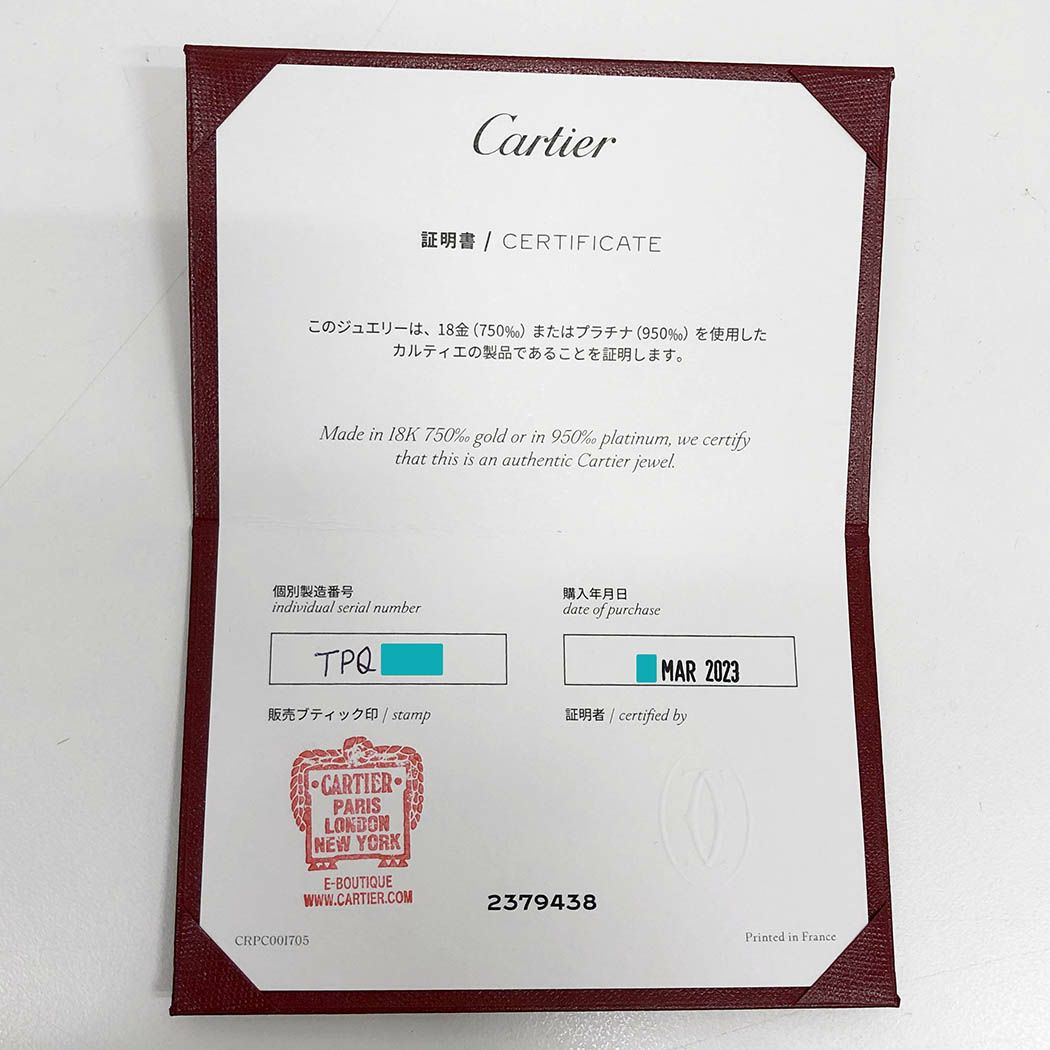 Cartier
証明書 / CERTIFICATE
このジュエリーは、18金（750‰）またはプラチナ（950‰）を使用した
カルティエの製品であることを証明します。
Made in 18K 750‰ gold or in 950‰ platinum, we certify
that this is an authentic Cartier jewel.
個別製造番号
individual serial number
TPQ
購入年月日
date of purchase
MAR 2023
販売ブティック印 / stamp
証明者 / certified by
CARTIER
PARIS
LONDON
NEW YORK
E-BOUTIQUE
WWW.CARTIER.COM
2379438
CRPC001705
Printed in France